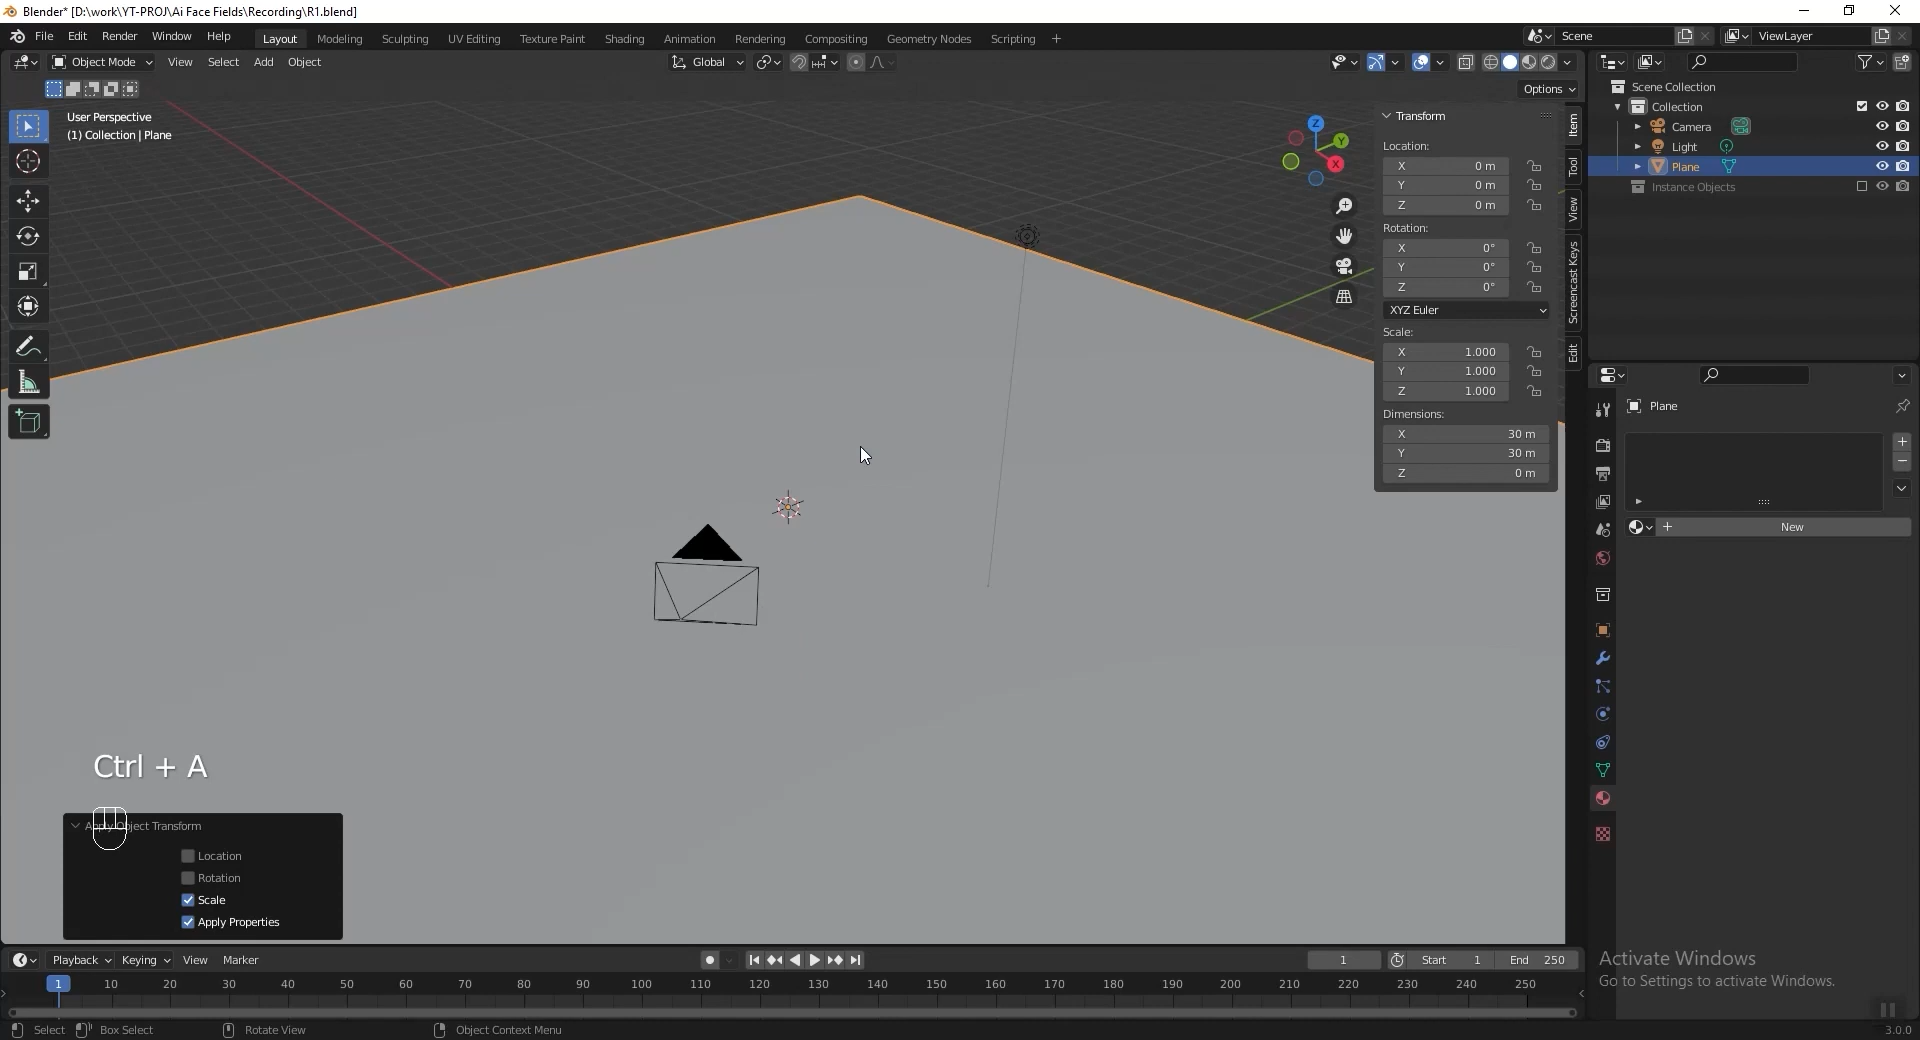 Blender* [D:\work\YT-PROJ\Ai Face Fields\Recording\R1.blend]
File Edit Render Window Help Layout Modeling Sculpting UV Editing Texture Paint Shading Animation Rendering Compositing Geometry Nodes Scripting + Scene ViewLayer
Object Mode View Select Add Object Global
Options
User Perspective
(1) Collection | Plane
Z
Y
X
Transform
Location:
X 0 m
Y 0 m
Z 0 m
Rotation:
X 0°
Y 0°
Z 0°
XYZ Euler
Scale:
X 1.000
Y 1.000
Z 1.000
Dimensions:
X 30 m
Y 30 m
Z 0 m
Item
Tool
View
Screencast Keys
Edit
Scene Collection
Collection
Camera
Light
Plane
Instance Objects
Plane
New
Ctrl + A
Apply Object Transform
Location
Rotation
Scale
Apply Properties
Playback Keying View Marker 1 Start 1 End 250
1 10 20 30 40 50 60 70 80 90 100 110 120 130 140 150 160 170 180 190 200 210 220 230 240 250
Select Box Select Rotate View Object Context Menu
Activate Windows
Go to Settings to activate Windows.
3.0.0